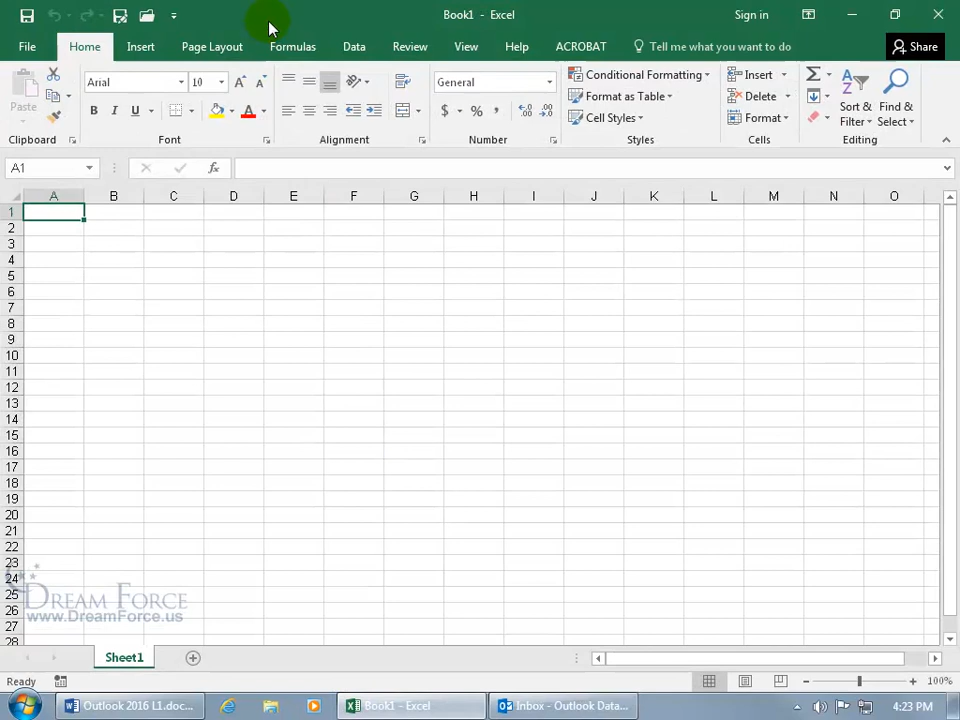 Book1 - Excel
Sign in
File Home Insert Page Layout Formulas Data Review View Help ACROBAT Tell me what you want to do Share
Paste
Arial 10
General
Conditional Formatting
Format as Table
Cell Styles
Insert
Delete
Format
Sort & Filter
Find & Select
B I U A $ % ,
Clipboard Font Alignment Number Styles Cells Editing
A1 fx
A B C D E F G H I J K L M N O
1
2
3
4
5
6
7
8
9
10
11
12
13
14
15
16
17
18
19
20
21
22
23
24
25
26
27
28
DREAM FORCE
www.DreamForce.us
Sheet1
Ready 100%
Outlook 2016 L1.doc... Book1 - Excel Inbox - Outlook Data... 4:23 PM